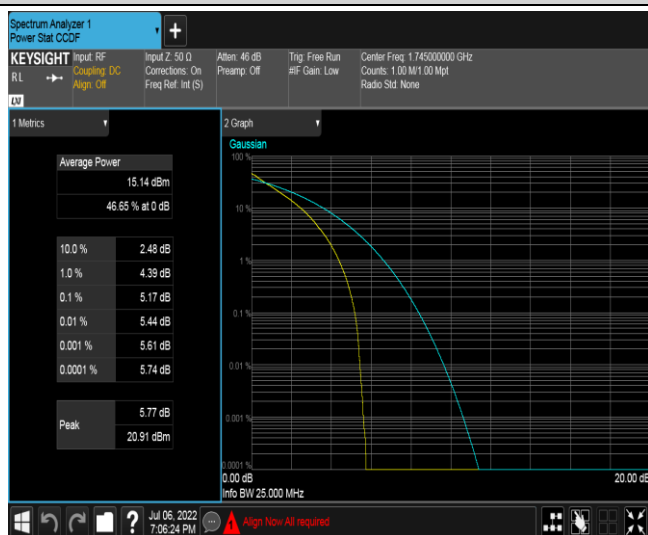 Spectrum Analyzer 1
Power Stat CCDF
KEYSIGHT
RL
LXI
Input: RF
Coupling: DC
Align: Off
Input Z: 50 Ω
Corrections: On
Freq Ref: Int (S)
Atten: 46 dB
Preamp: Off
Trig: Free Run
#IF Gain: Low
Center Freq: 1.745000000 GHz
Counts: 1.00 M/1.00 Mpt
Radio Std: None
1 Metrics
Average Power
15.14 dBm
46.65 % at 0 dB
10.0 % 2.48 dB
1.0 % 4.39 dB
0.1 % 5.17 dB
0.01 % 5.44 dB
0.001 % 5.61 dB
0.0001 % 5.74 dB
Peak
5.77 dB
20.91 dBm
2 Graph
Gaussian
100 %
10 %
1 %
0.1 %
0.01 %
0.001 %
0.0001 %
0.00 dB
20.00 dB
Info BW 25.000 MHz
?
Jul 06, 2022
7:06:24 PM
Align Now All required